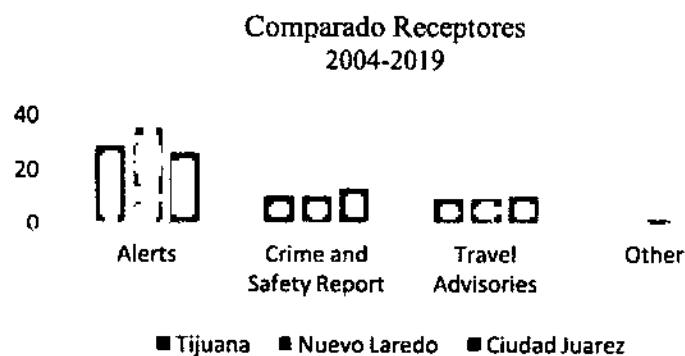 Comparado Receptores
2004-2019
40
20
0
Alerts
Crime and
Safety Report
Travel
Advisories
Other
Tijuana Nuevo Laredo Ciudad Juarez